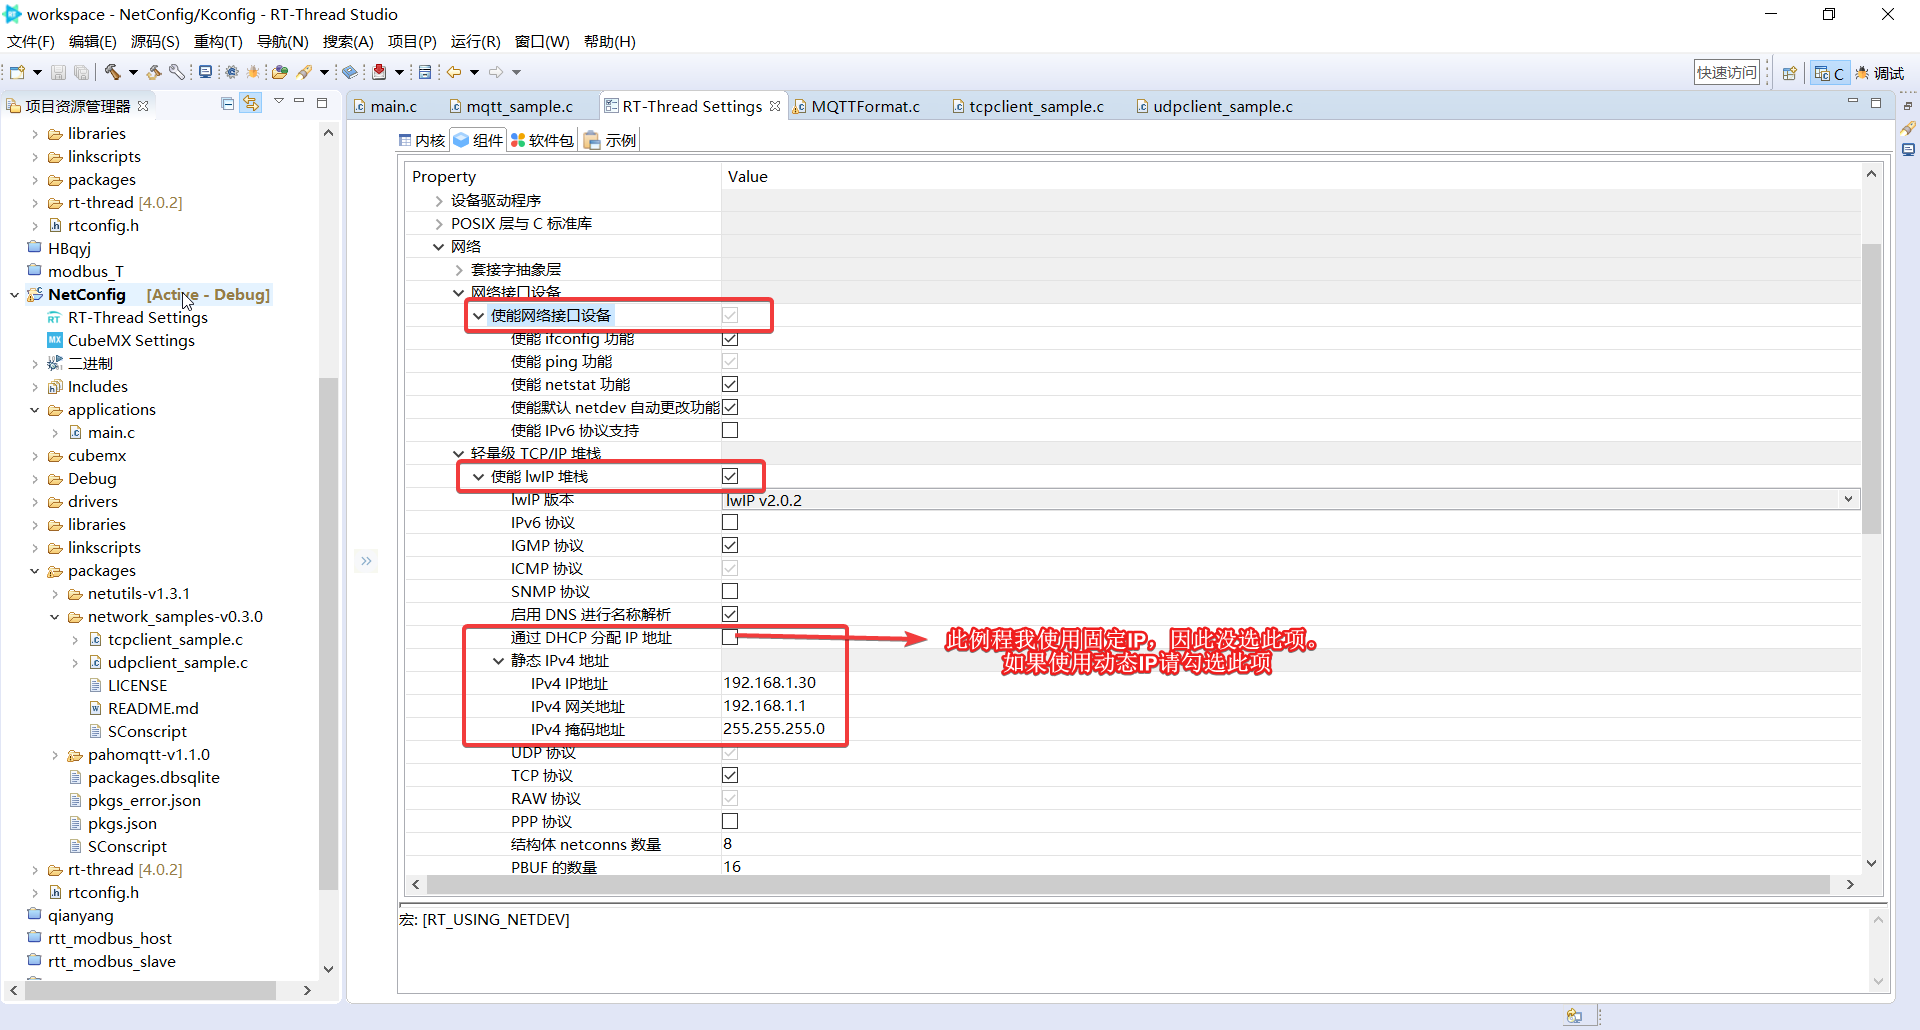 workspace - NetConfig/Kconfig - RT-Thread Studio
文件(F) 编辑(E) 源码(S) 重构(T) 导航(N) 搜索(A) 项目(P) 运行(R) 窗口(W) 帮助(H)
快速访问 C 调试
项目资源管理器
main.c mqtt_sample.c RT-Thread Settings MQTTFormat.c tcpclient_sample.c udpclient_sample.c
libraries
linkscripts
packages
rt-thread [4.0.2]
rtconfig.h
HBqyj
modbus_T
NetConfig [Active - Debug]
RT-Thread Settings
CubeMX Settings
二进制
Includes
applications
main.c
cubemx
Debug
drivers
libraries
linkscripts
packages
netutils-v1.3.1
network_samples-v0.3.0
tcpclient_sample.c
udpclient_sample.c
LICENSE
README.md
SConscript
pahomqtt-v1.1.0
packages.dbsqlite
pkgs_error.json
pkgs.json
SConscript
rt-thread [4.0.2]
rtconfig.h
qianyang
rtt_modbus_host
rtt_modbus_slave
内核 组件 软件包 示例
Property Value
设备驱动程序
POSIX 层与 C 标准库
网络
套接字抽象层
网络接口设备
使能网络接口设备
使能 ifconfig 功能
使能 ping 功能
使能 netstat 功能
使能默认 netdev 自动更改功能
使能 IPv6 协议支持
轻量级 TCP/IP 堆栈
使能 lwIP 堆栈
lwIP 版本 lwIP v2.0.2
IPv6 协议
IGMP 协议
ICMP 协议
SNMP 协议
启用 DNS 进行名称解析
通过 DHCP 分配 IP 地址
静态 IPv4 地址
IPv4 IP地址 192.168.1.30
IPv4 网关地址 192.168.1.1
IPv4 掩码地址 255.255.255.0
UDP 协议
TCP 协议
RAW 协议
PPP 协议
结构体 netconns 数量 8
PBUF 的数量 16
此例程我使用固定IP，因此没选此项。
如果使用动态IP请勾选此项
宏: [RT_USING_NETDEV]